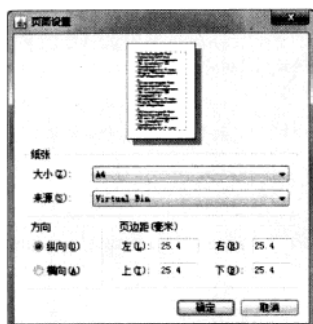 页面设置
纸张
大小(Z): A4
来源(S): Virtual Bin
方向 页边距(毫米)
纵向(O) 左(L): 25.4 右(R): 25.4
横向(A) 上(T): 25.4 下(B): 25.4
确定 取消